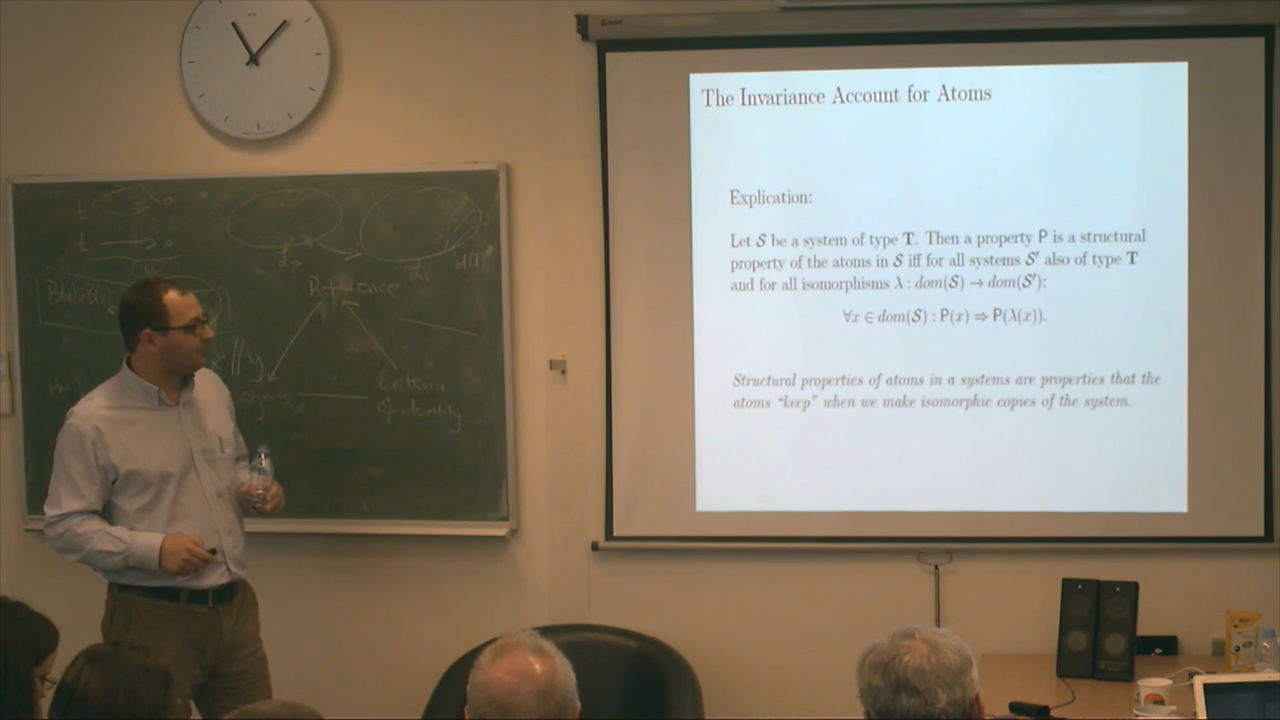 The Invariance Account for Atoms
Explication:
Let 𝒮 be a system of type T. Then a property P is a structural
property of the atoms in 𝒮 iff for all systems 𝒮′ also of type T
and for all isomorphisms λ : dom(𝒮) → dom(𝒮′):
∀x ∈ dom(𝒮) : P(x) ⇒ P(λ(x)).
Structural properties of atoms in a systems are properties that the
atoms “keep” when we make isomorphic copies of the system.
Reference
x // y
objects
Criteria
of identity